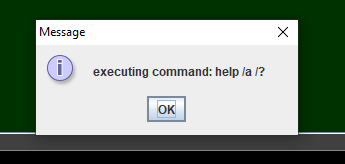 Message
executing command: help /a /?
OK